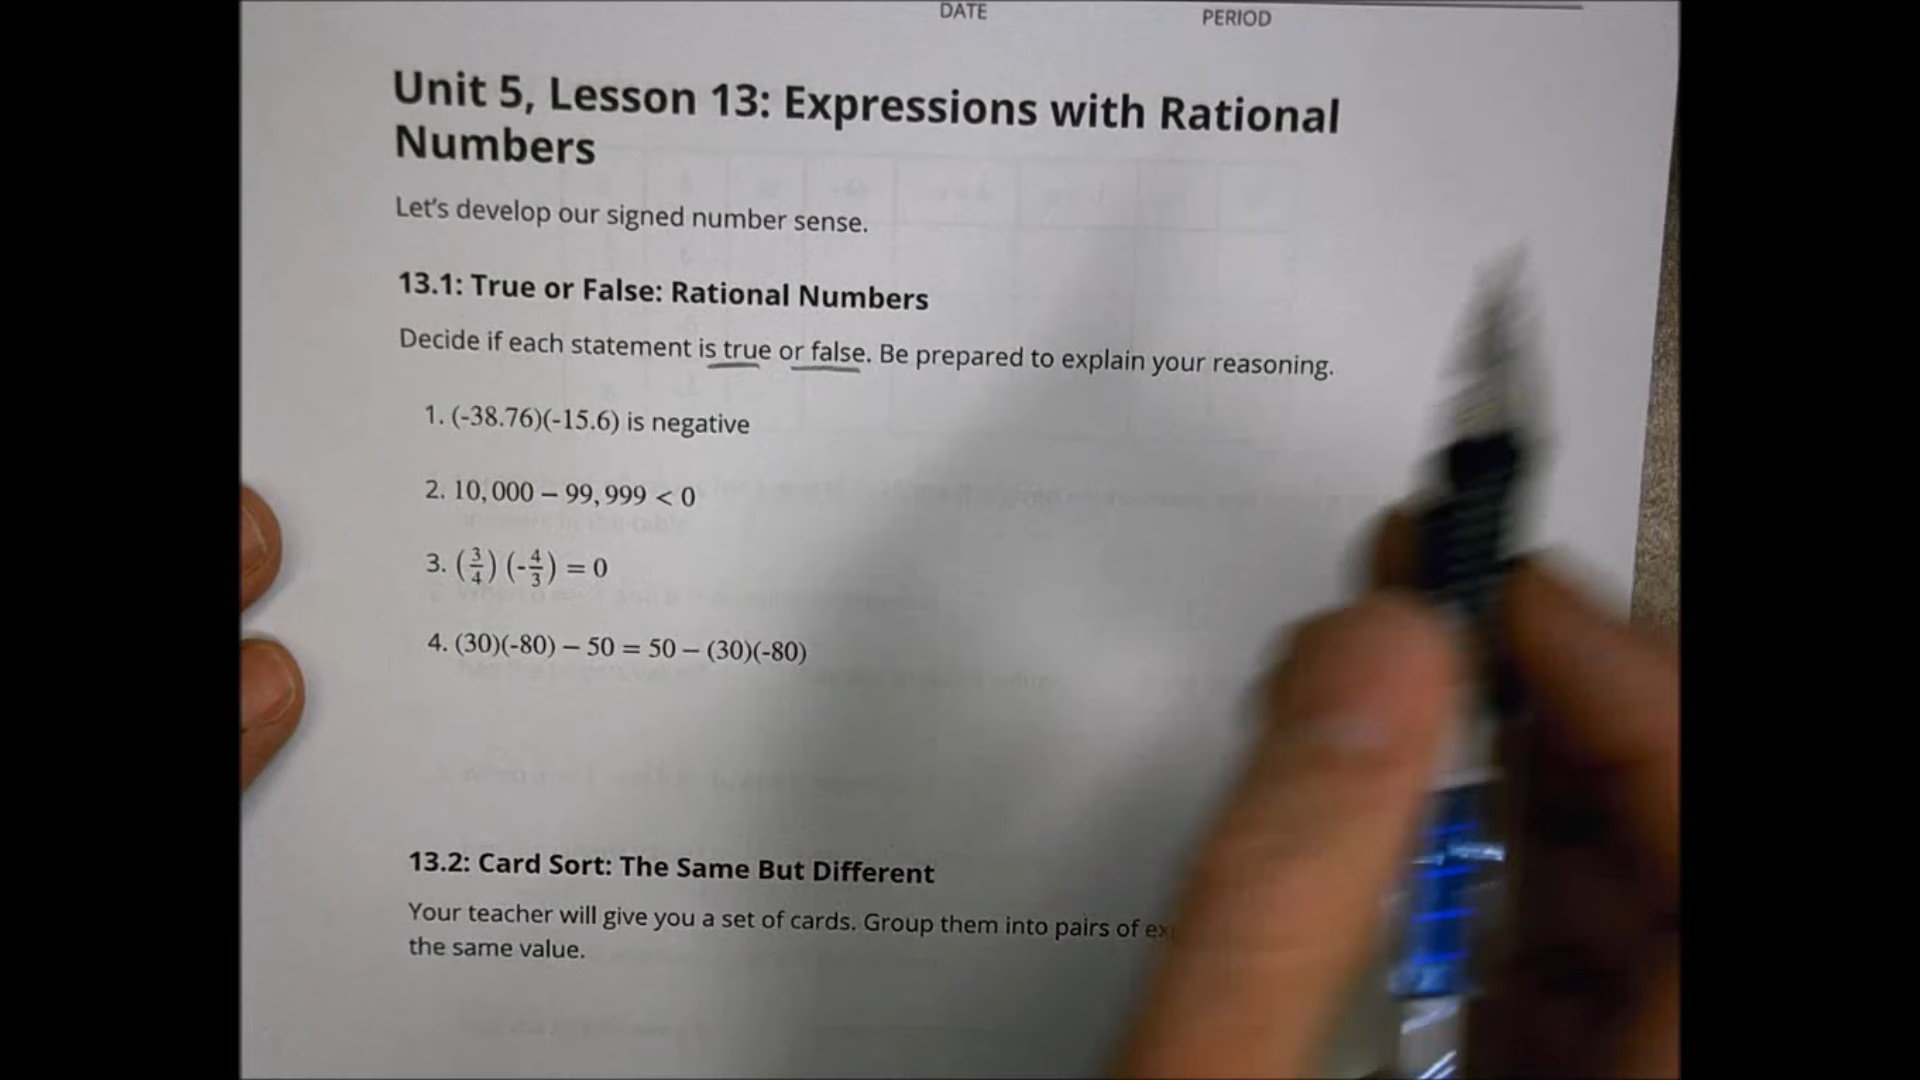 DATE PERIOD
Unit 5, Lesson 13: Expressions with Rational
Numbers
Let's develop our signed number sense.
13.1: True or False: Rational Numbers
Decide if each statement is true or false. Be prepared to explain your reasoning.
1. (-38.76)(-15.6) is negative
2. 10,000 – 99,999 < 0
3. (3/4) (-4/3) = 0
4. (30)(-80) – 50 = 50 – (30)(-80)
13.2: Card Sort: The Same But Different
Your teacher will give you a set of cards. Group them into pairs of
the same value.